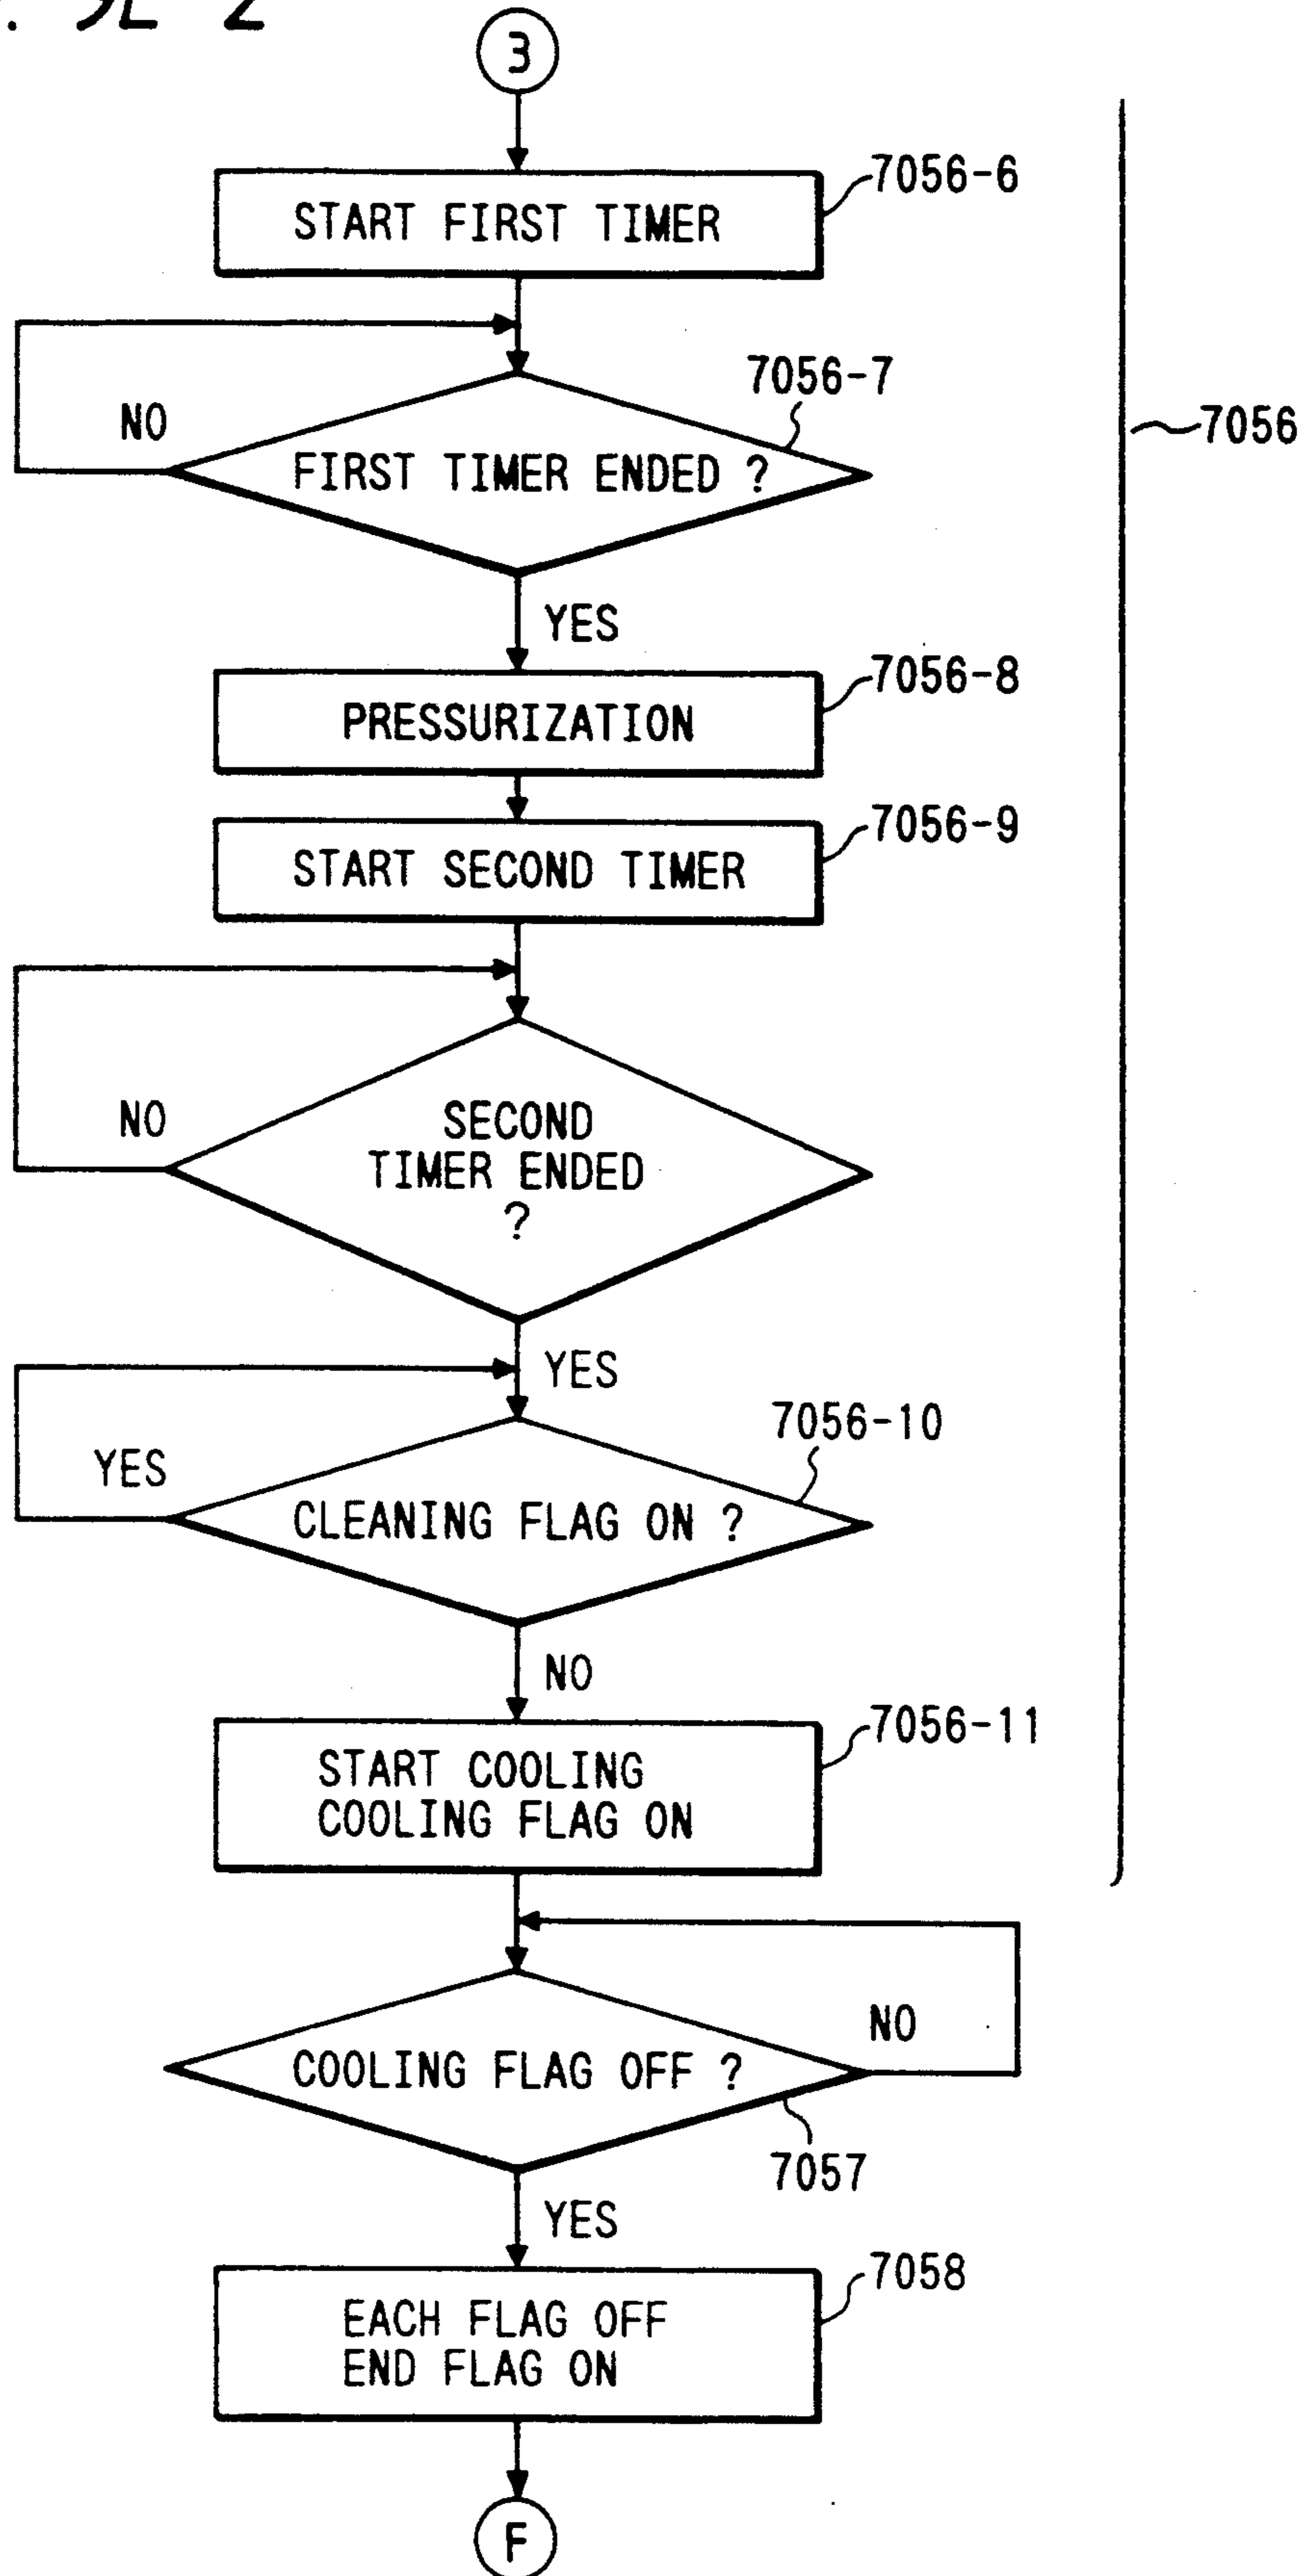 3
7056-6
START FIRST TIMER
7056-7
NO
7056
FIRST TIMER ENDED ?
YES
7056-8
PRESSURIZATION
7056-9
START SECOND TIMER
NO
SECOND
TIMER ENDED
?
YES
7056-10
YES
CLEANING FLAG ON ?
NO
7056-11
START COOLING
COOLING FLAG ON
NO
COOLING FLAG OFF ?
7057
YES
7058
EACH FLAG OFF
END FLAG ON
F